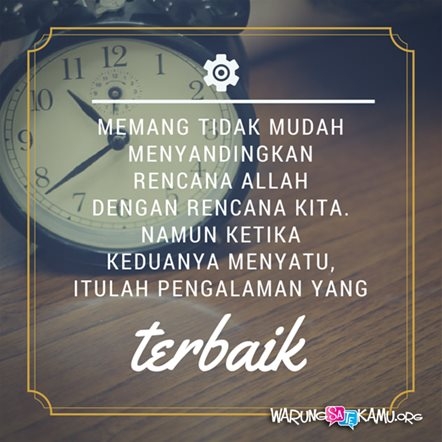 MEMANG TIDAK MUDAH
MENYANDINGKAN
RENCANA ALLAH
DENGAN RENCANA KITA.
NAMUN KETIKA
KEDUANYA MENYATU,
ITULAH PENGALAMAN YANG
terbaik
WARUNGSATEKAMU.ORG